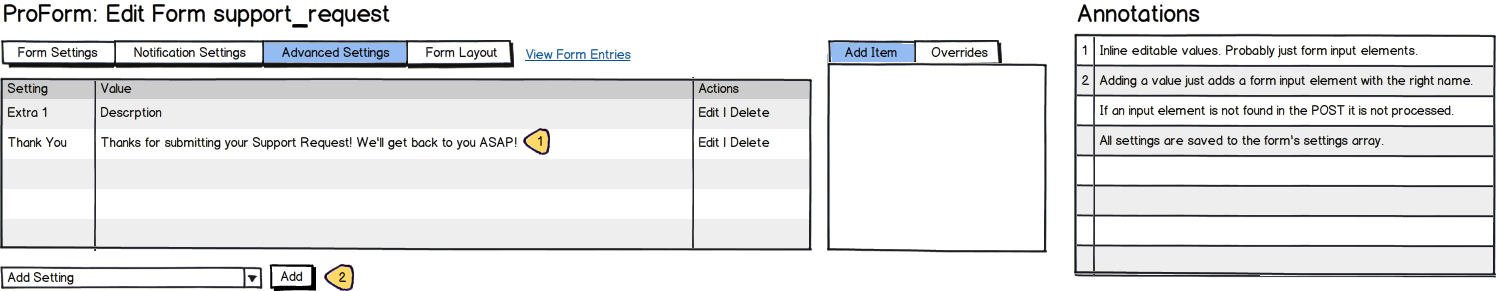 ProForm: Edit Form support_request
Form Settings Notification Settings Advanced Settings Form Layout View Form Entries
Setting Value Actions
Extra 1 Descrption Edit | Delete
Thank You Thanks for submitting your Support Request! We'll get back to you ASAP! 1 Edit | Delete
Add Setting Add 2
Add Item Overrides
Annotations
1 Inline editable values. Probably just form input elements.
2 Adding a value just adds a form input element with the right name.
If an input element is not found in the POST it is not processed.
All settings are saved to the form's settings array.